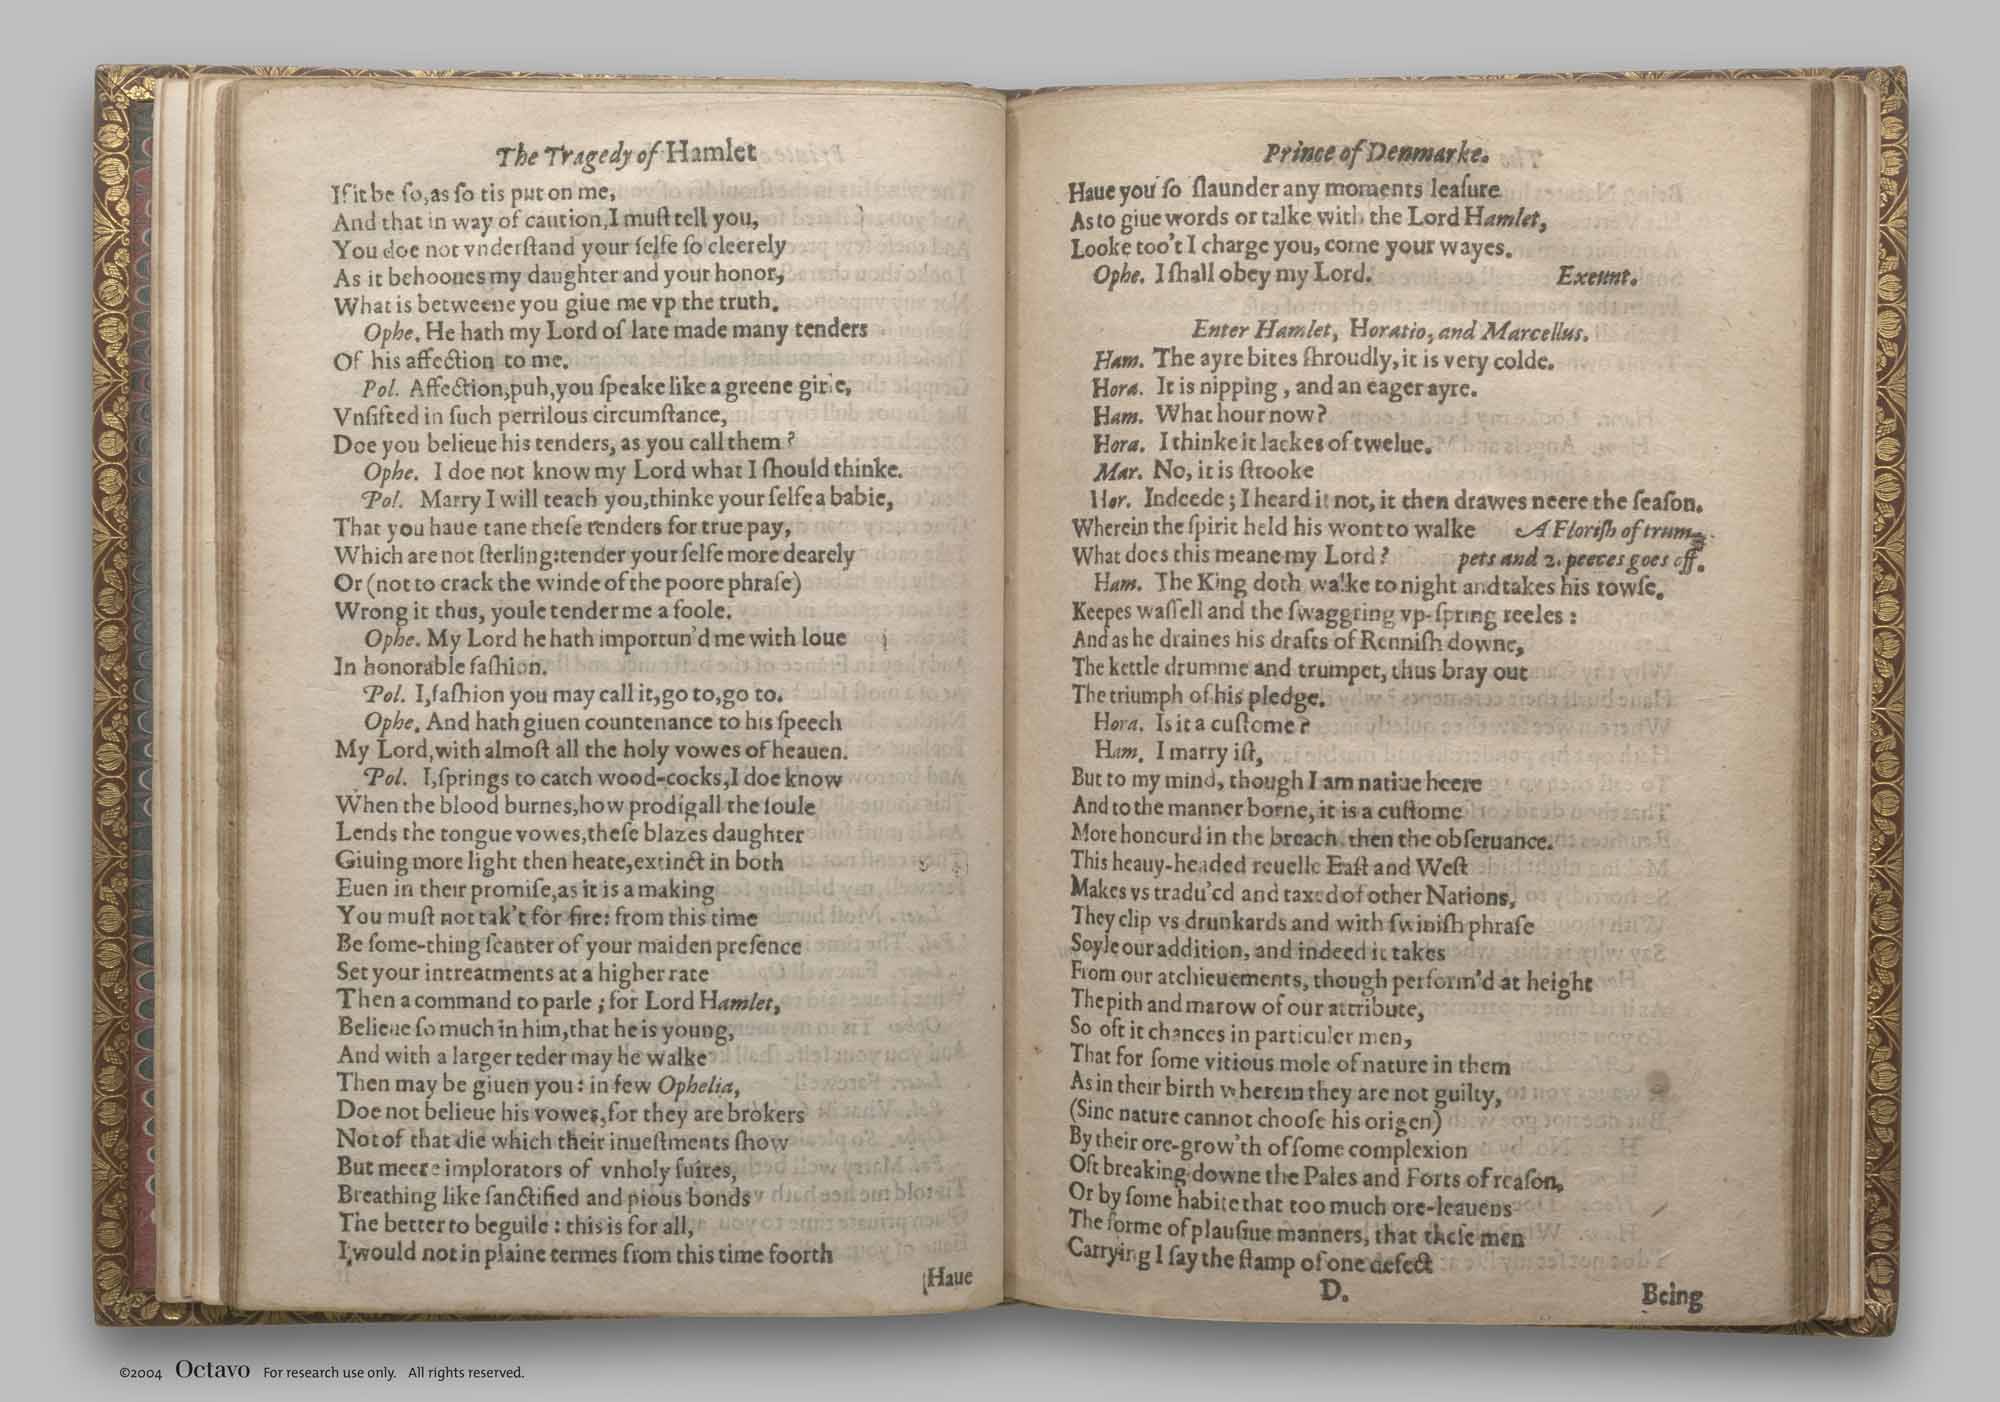 The Tragedy of Hamlet
If it be ſo, as ſo tis put on me,
And that in way of caution, I muſt tell you,
You doe not vnderſtand your ſelfe ſo cleerely
As it behooues my daughter and your honor,
What is betweene you giue me vp the truth.
Ophe. He hath my Lord of late made many tenders
Of his affection to me.
Pol. Affection, puh, you ſpeake like a greene girle,
Vnſifted in ſuch perrilous circumſtance,
Doe you belieue his tenders, as you call them?
Ophe. I doe not know my Lord what I ſhould thinke.
Pol. Marry I will teach you, thinke your ſelfe a babie,
That you haue tane theſe tenders for true pay,
Which are not ſterling: tender your ſelfe more dearely
Or (not to crack the winde of the poore phraſe)
Wrong it thus, youle tender me a foole.
Ophe. My Lord he hath importun'd me with loue
In honorable faſhion.
Pol. I, faſhion you may call it, go to, go to.
Ophe. And hath giuen countenance to his ſpeech
My Lord, with almoſt all the holy vowes of heauen.
Pol. I, ſprings to catch wood-cocks, I doe know
When the blood burnes, how prodigall the ſoule
Lends the tongue vowes, theſe blazes daughter
Giuing more light then heate, extinct in both
Euen in their promiſe, as it is a making
You muſt not tak't for fire: from this time
Be ſome-thing ſcanter of your maiden preſence
Set your intreatments at a higher rate
Then a command to parle; for Lord Hamlet,
Belieue ſo much in him, that he is young,
And with a larger teder may he walke
Then may be giuen you: in few Ophelia,
Doe not belieue his vowes, for they are brokers
Not of that die which their inueſtments ſhow
But meere implorators of vnholy ſuites,
Breathing like ſanctified and pious bonds
The better to beguile: this is for all,
I would not in plaine termes from this time foorth
Haue
Prince of Denmarke.
Haue you ſo ſlaunder any moments leaſure
As to giue words or talke with the Lord Hamlet,
Looke too't I charge you, come your wayes.
Ophe. I ſhall obey my Lord. Exeunt.
Enter Hamlet, Horatio, and Marcellus.
Ham. The ayre bites ſhroudly, it is very colde.
Hora. It is nipping, and an eager ayre.
Ham. What hour now?
Hora. I thinke it lackes of twelue.
Mar. No, it is ſtrooke
Hor. Indeede; I heard it not, it then drawes neere the ſeaſon.
Wherein the ſpirit held his wont to walke A Floriſh of trum-
What does this meane my Lord? pets and 2. peeces goes off.
Ham. The King doth walke to night and takes his rowſe.
Keepes waſſell and the ſwaggring vp-ſpring reeles:
And as he draines his drafts of Renniſh downe,
The kettle drumme and trumpet, thus bray out
The triumph of his pledge.
Hora. Is it a cuſtome?
Ham. I marry iſt,
But to my mind, though I am natiue heere
And to the manner borne, it is a cuſtome
More honourd in the breach then the obſeruance.
This heauy-headed reuelle Eaſt and Weſt
Makes vs tradu'cd and taxed of other Nations,
They clip vs drunkards and with ſwiniſh phraſe
Soyle our addition, and indeed it takes
From our atchieuements, though perform'd at height
The pith and marow of our attribute,
So oft it chances in particuler men,
That for ſome vitious mole of nature in them
As in their birth wherein they are not guilty,
(Sinc nature cannot chooſe his origen)
By their ore-grow'th of ſome complexion
Oft breaking downe the Pales and Forts of reaſon,
Or by ſome habite that too much ore-leauens
The forme of plauſiue manners, that theſe men
Carrying I ſay the ſtamp of one defect
D. Being
©2004 Octavo For research use only. All rights reserved.